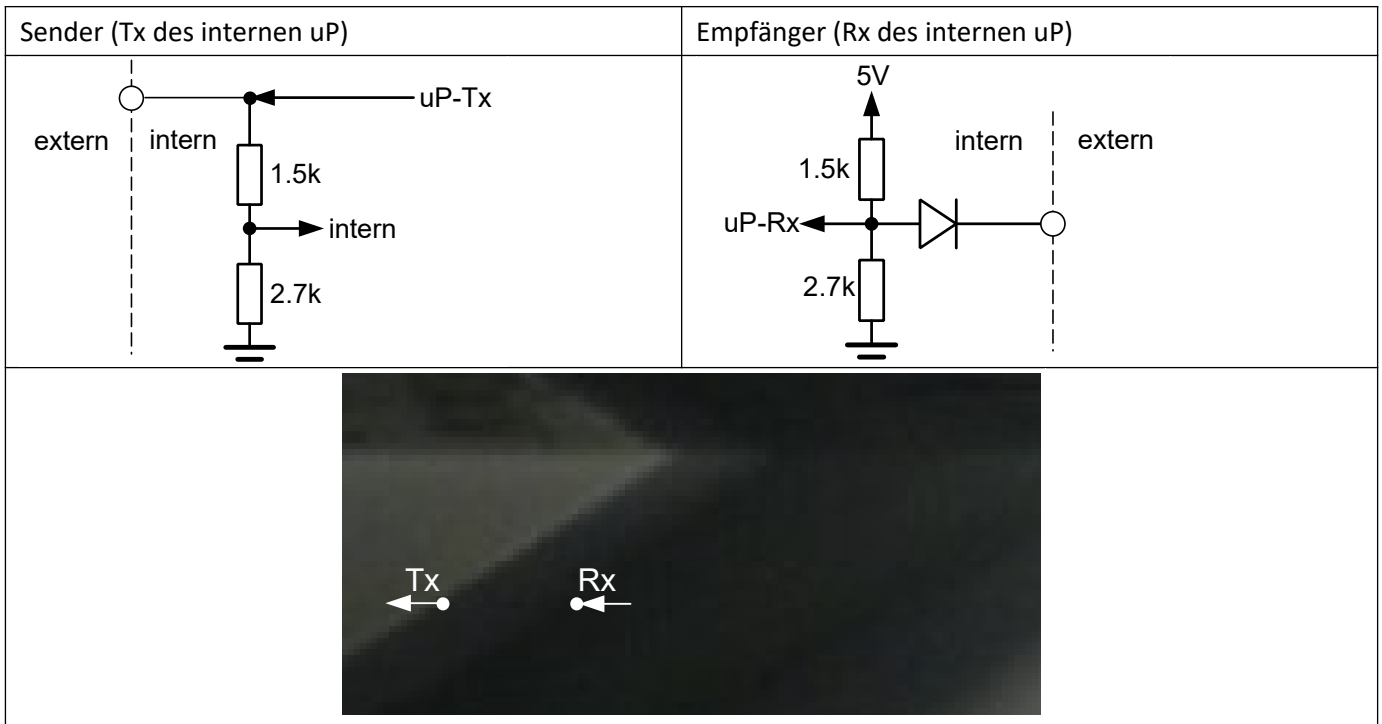 Sender (Tx des internen uP)
Empfänger (Rx des internen uP)
uP-Tx
extern
intern
1.5k
intern
2.7k
5V
intern
extern
1.5k
uP-Rx
2.7k
Tx
Rx